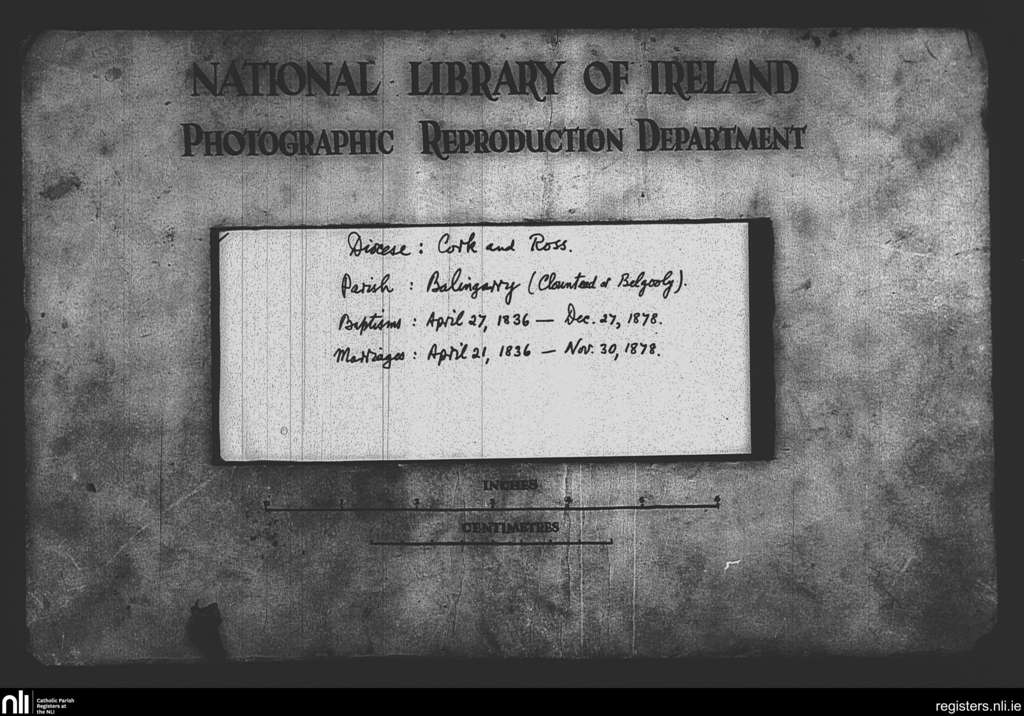 NATIONAL LIBRARY OF IRELAND
PHOTOGRAPHIC REPRODUCTION DEPARTMENT
Diocese : Cork and Ross.
Parish : Balingarry (Clountead or Belgooly).
Baptisms : April 27, 1836 — Dec. 27, 1878.
Marriages : April 21, 1836 — Nov. 30, 1878.
INCHES
CENTIMETRES
nli
Catholic Parish
Registers at
the NLI
registers.nli.ie